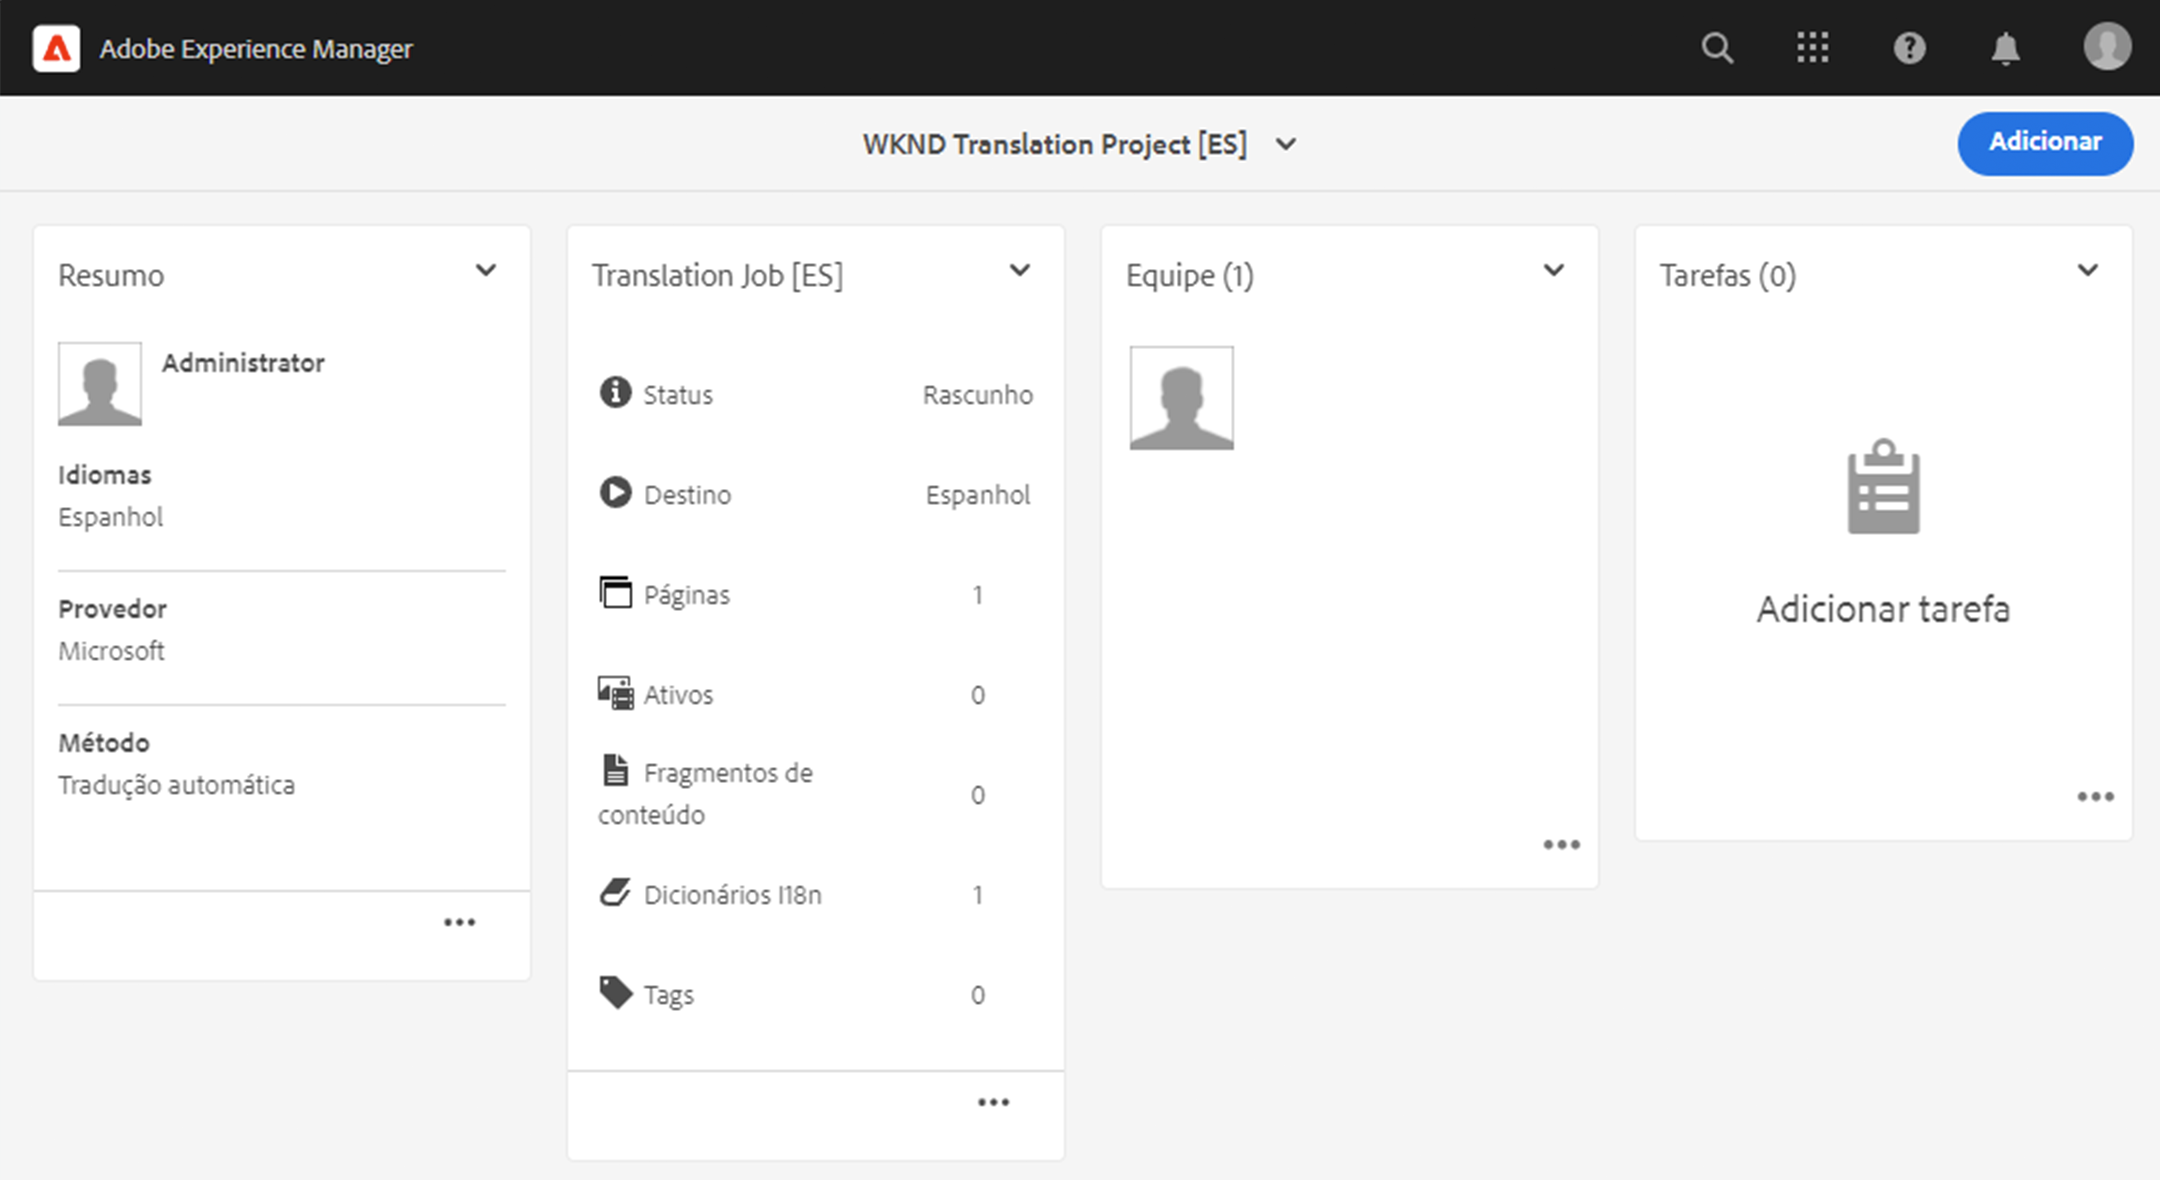 Adobe Experience Manager
WKND Translation Project [ES]
Adicionar
Resumo
Administrator
Idiomas
Espanhol
Provedor
Microsoft
Método
Tradução automática
Translation Job [ES]
Status Rascunho
Destino Espanhol
Páginas 1
Ativos 0
Fragmentos de
conteúdo 0
Dicionários I18n 1
Tags 0
Equipe (1)
Tarefas (0)
Adicionar tarefa